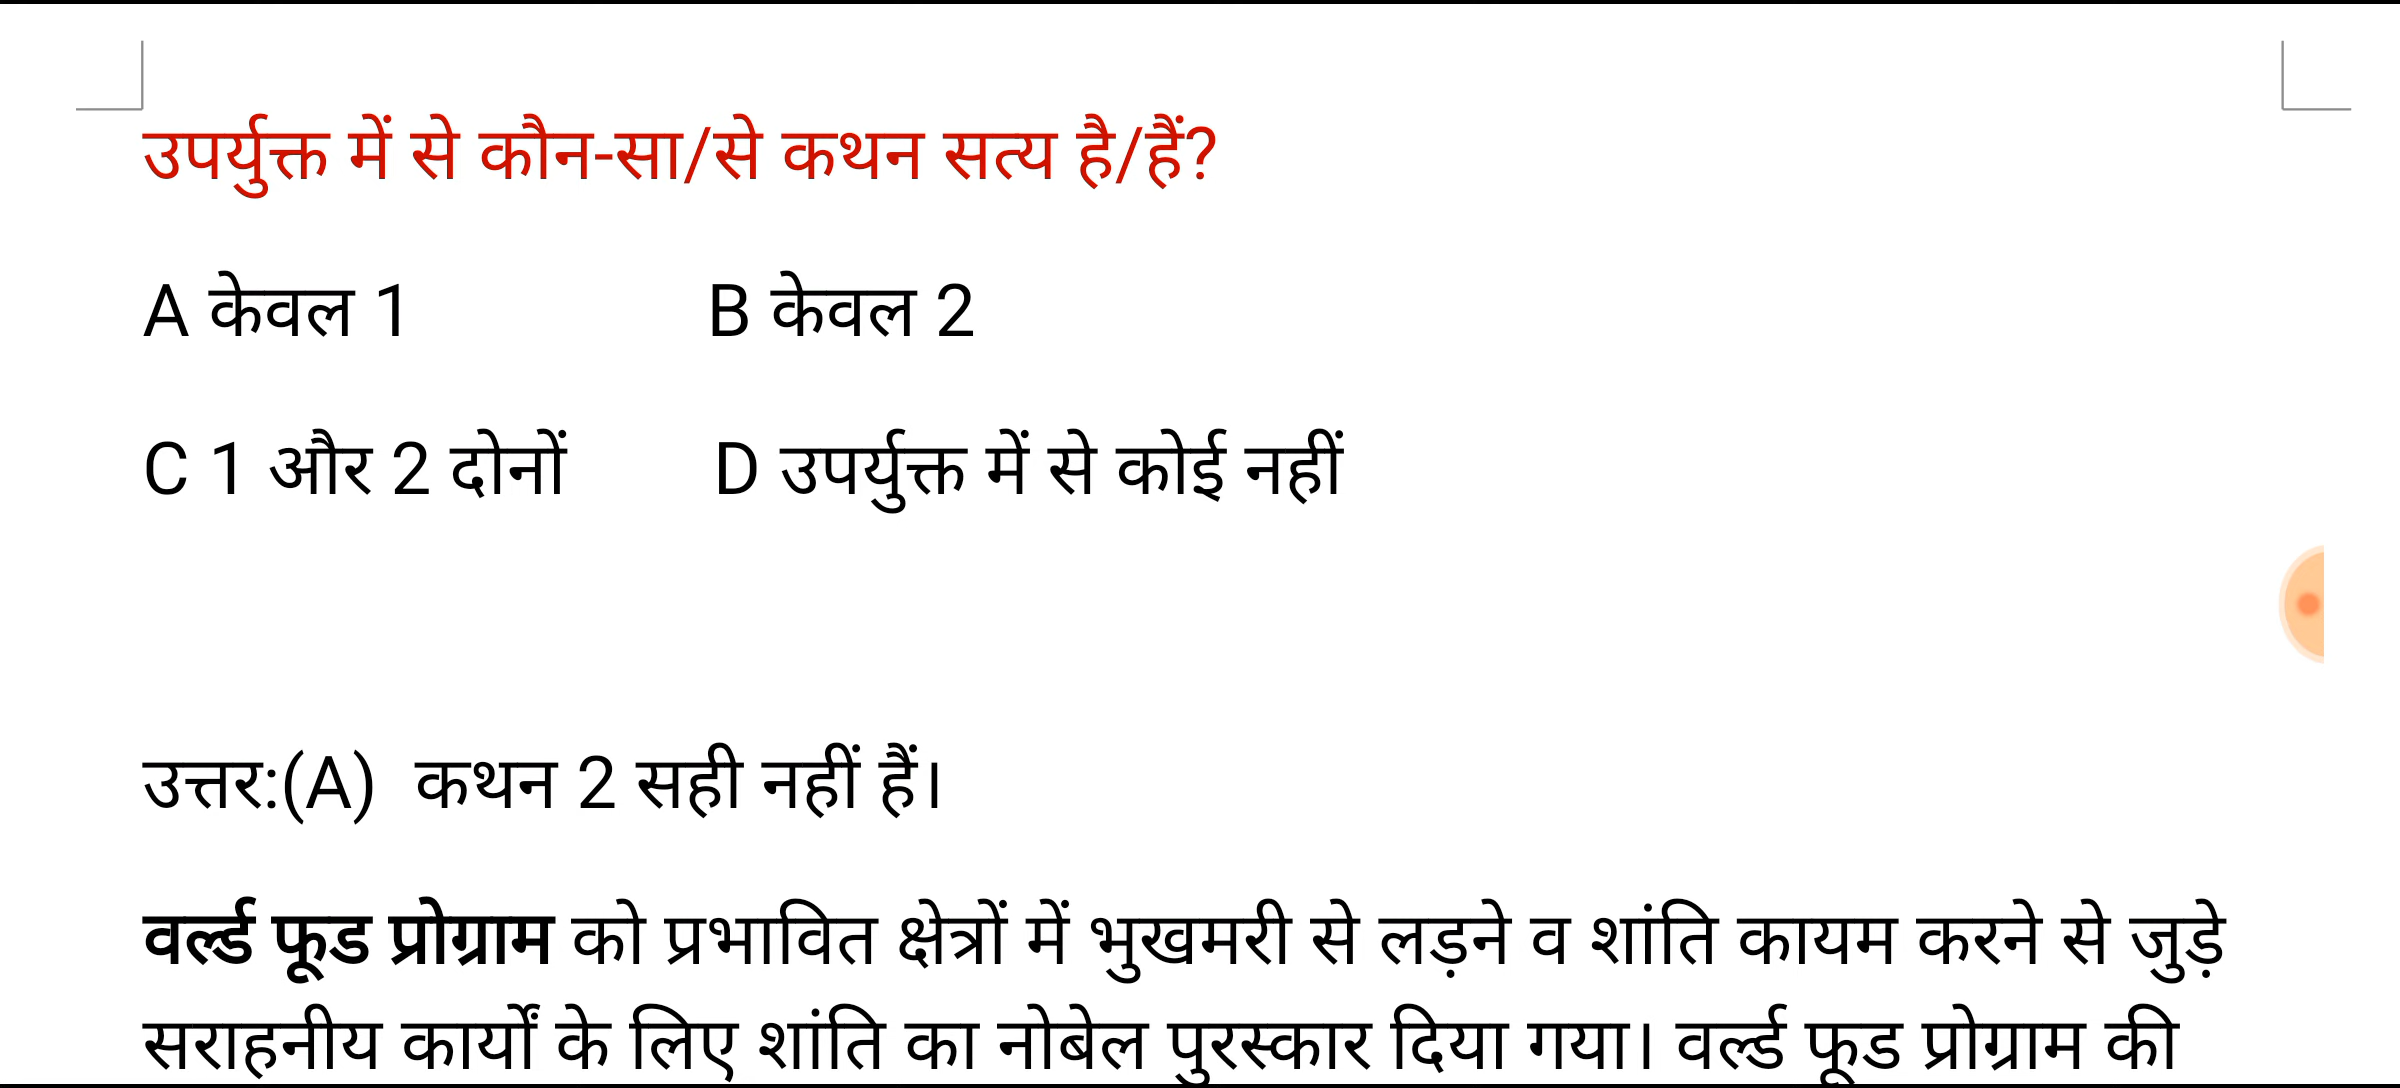 उपर्युक्त में से कौन-सा/से कथन सत्य है/हैं?
A केवल 1 B केवल 2
C 1 और 2 दोनों D उपर्युक्त में से कोई नहीं
उत्तर:(A) कथन 2 सही नहीं हैं।
वर्ल्ड फूड प्रोग्राम को प्रभावित क्षेत्रों में भुखमरी से लड़ने व शांति कायम करने से जुड़े
सराहनीय कार्यों के लिए शांति का नोबेल पुरस्कार दिया गया। वर्ल्ड फूड प्रोग्राम की